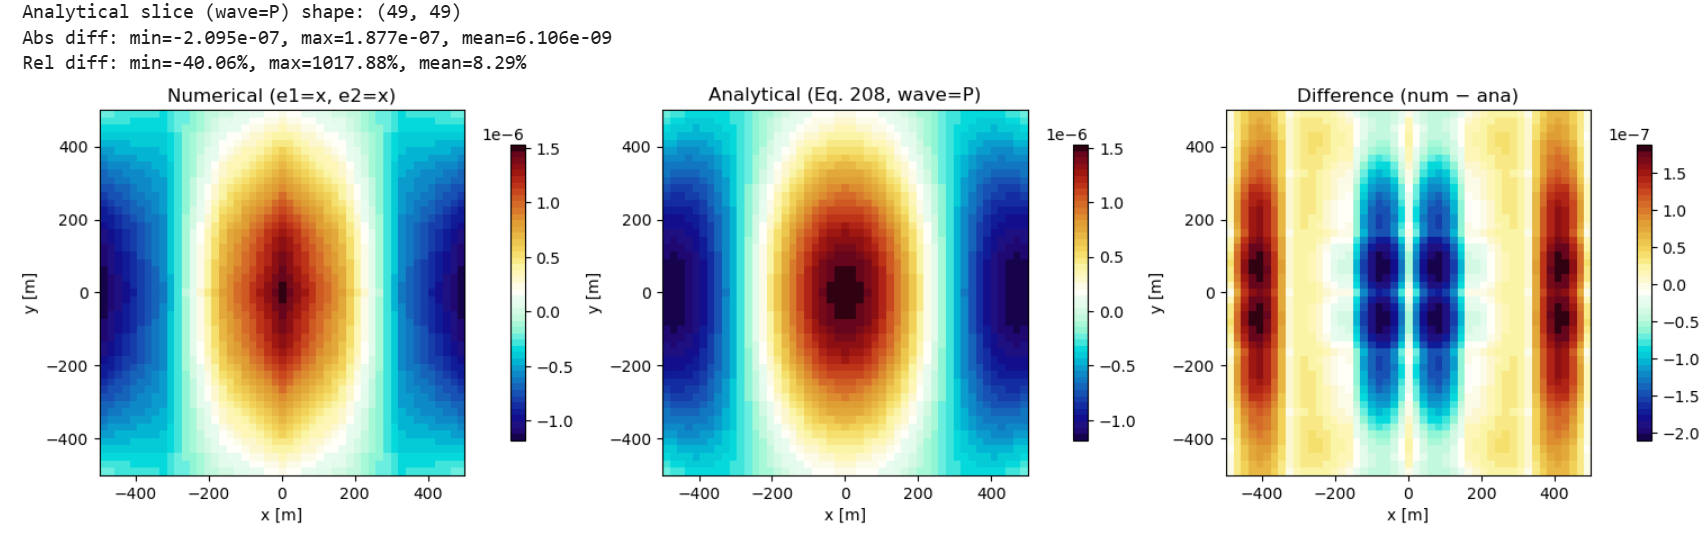 Analytical slice (wave=P) shape: (49, 49)
Abs diff: min=-2.095e-07, max=1.877e-07, mean=6.106e-09
Rel diff: min=-40.06%, max=1017.88%, mean=8.29%
Numerical (e1=x, e2=x)
1e-6
400
200
0
−200
−400
y [m]
−400 −200 0 200 400
x [m]
1.5
1.0
0.5
0.0
−0.5
−1.0
Analytical (Eq. 208, wave=P)
1e-6
400
200
0
−200
−400
y [m]
−400 −200 0 200 400
x [m]
1.5
1.0
0.5
0.0
−0.5
−1.0
Difference (num − ana)
1e-7
400
200
0
−200
−400
y [m]
−400 −200 0 200 400
x [m]
1.5
1.0
0.5
0.0
−0.5
−1.0
−1.5
−2.0